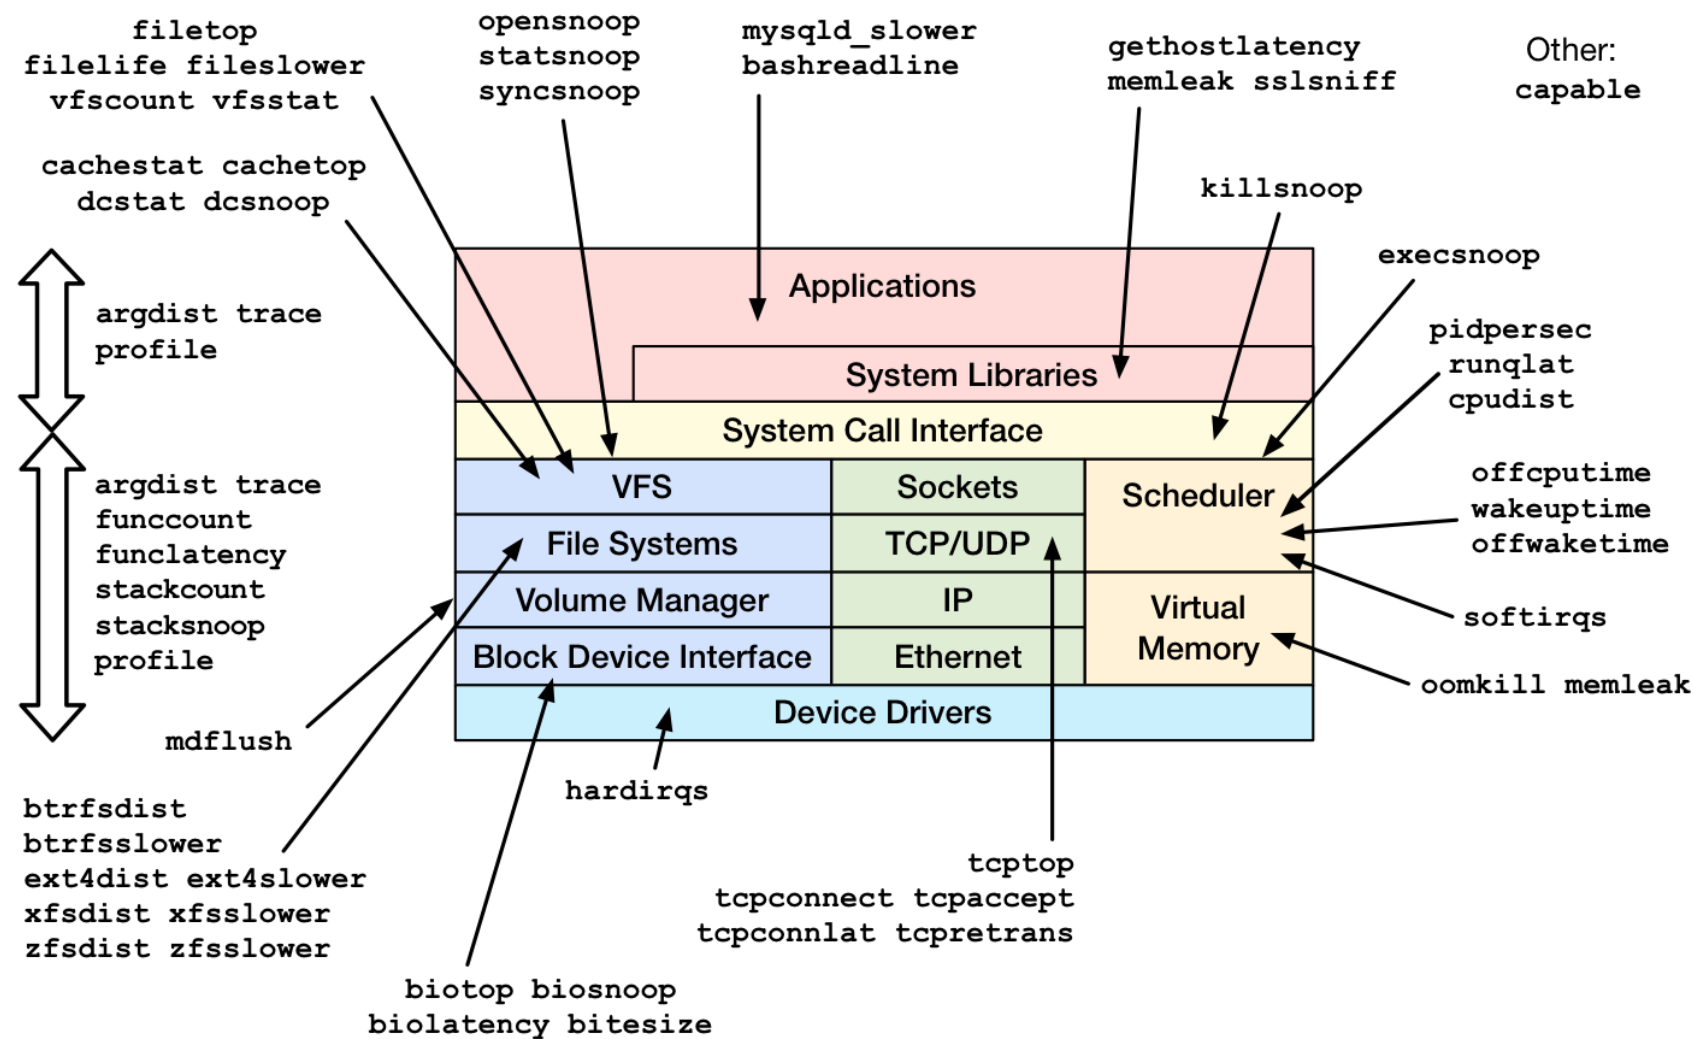 filetop
filelife fileslower
vfscount vfsstat
opensnoop
statsnoop
syncsnoop
mysqld_slower
bashreadline
gethostlatency
memleak sslsniff
Other:
capable
cachestat cachetop
dcstat dcsnoop
killsnoop
execsnoop
argdist trace
profile
Applications
System Libraries
System Call Interface
pidpersec
runqlat
cpudist
argdist trace
funccount
funclatency
stackcount
stacksnoop
profile
VFS
Sockets
Scheduler
File Systems
TCP/UDP
Volume Manager
IP
Virtual
Memory
Block Device Interface
Ethernet
Device Drivers
offcputime
wakeuptime
offwaketime
softirqs
oomkill memleak
mdflush
hardirqs
btrfsdist
btrfsslower
ext4dist ext4slower
xfsdist xfsslower
zfsdist zfsslower
tcptop
tcpconnect tcpaccept
tcpconnlat tcpretrans
biotop biosnoop
biolatency bitesize